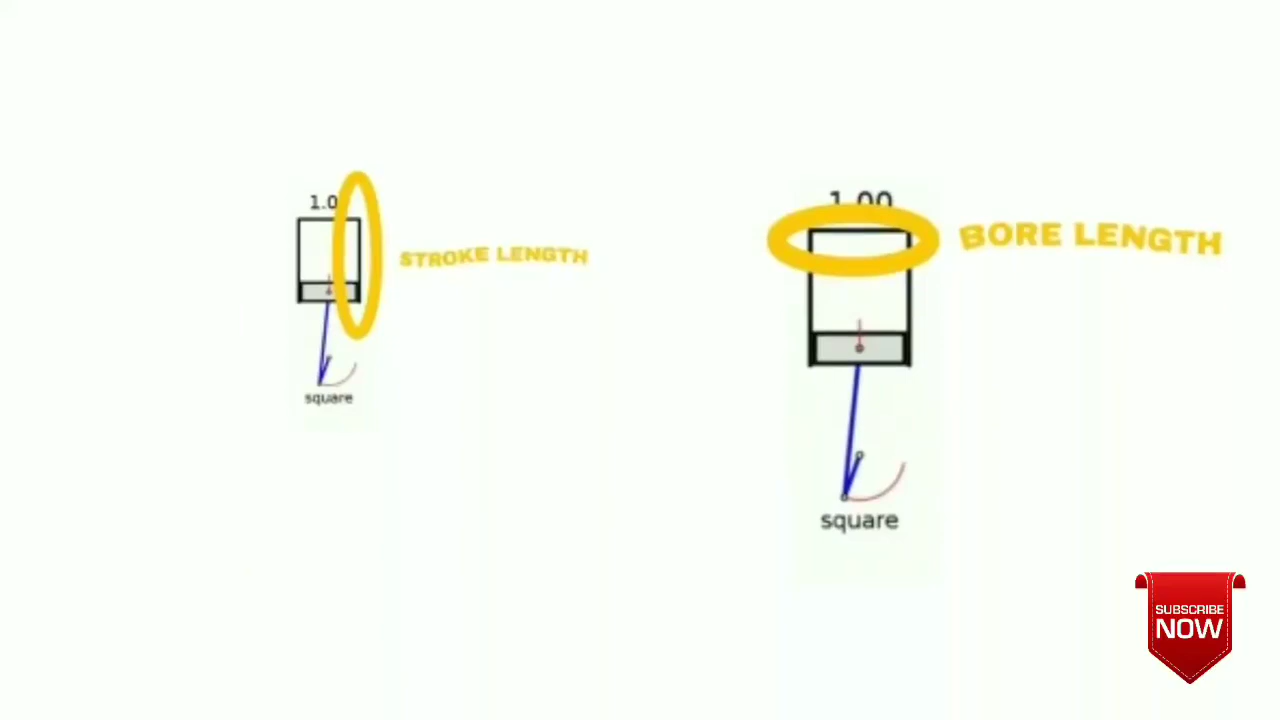 1.0
STROKE LENGTH
square
1.00
BORE LENGTH
square
SUBSCRIBE
NOW